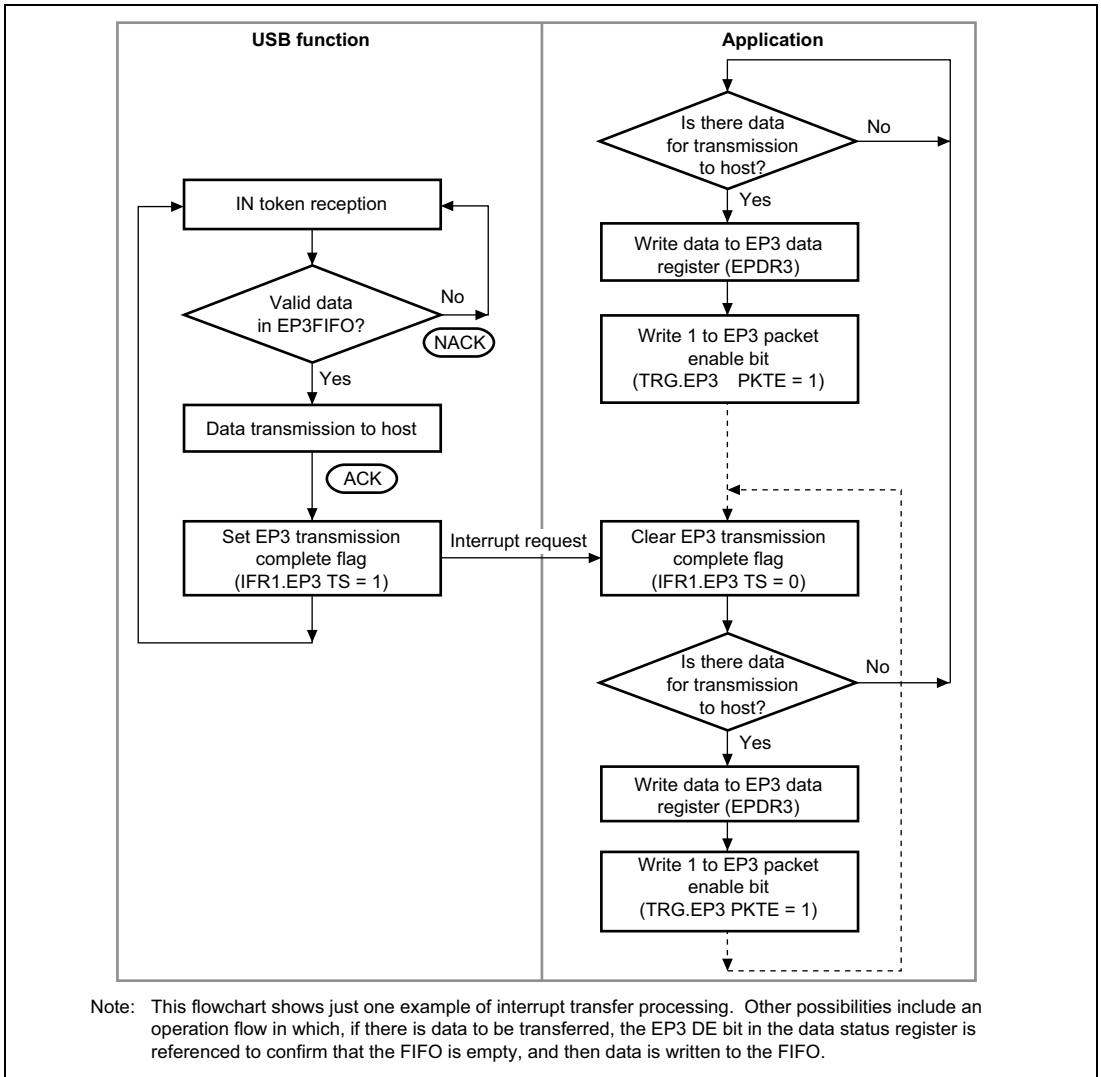 USB function
Application
Is there data
for transmission
to host?
No
Yes
IN token reception
Write data to EP3 data
register (EPDR3)
Valid data
in EP3FIFO?
No
NACK
Yes
Write 1 to EP3 packet
enable bit
(TRG.EP3 PKTE = 1)
Data transmission to host
ACK
Set EP3 transmission
complete flag
(IFR1.EP3 TS = 1)
Interrupt request
Clear EP3 transmission
complete flag
(IFR1.EP3 TS = 0)
Is there data
for transmission
to host?
No
Yes
Write data to EP3 data
register (EPDR3)
Write 1 to EP3 packet
enable bit
(TRG.EP3 PKTE = 1)
Note: This flowchart shows just one example of interrupt transfer processing. Other possibilities include an
operation flow in which, if there is data to be transferred, the EP3 DE bit in the data status register is
referenced to confirm that the FIFO is empty, and then data is written to the FIFO.